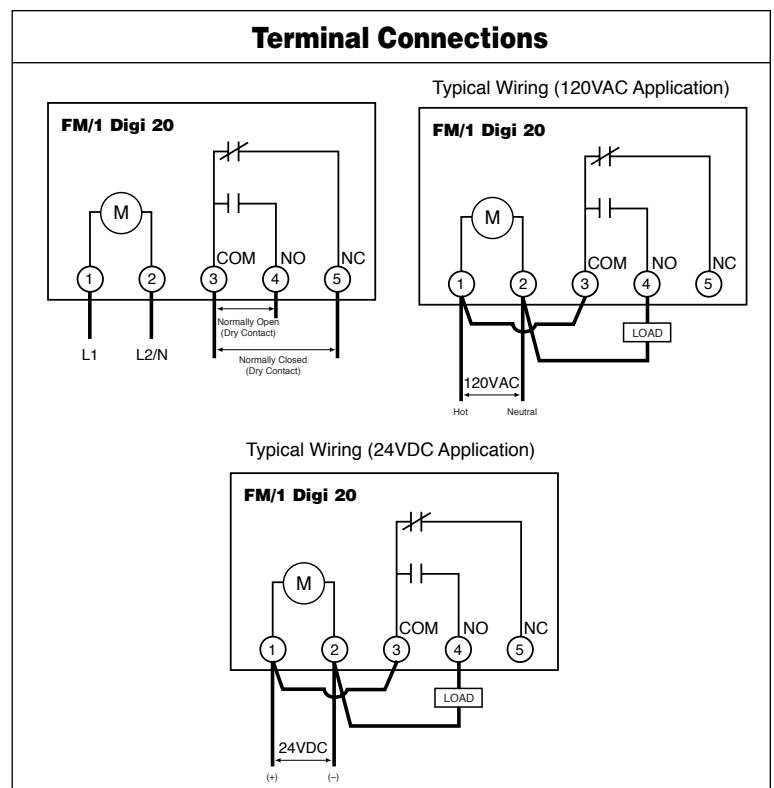 Terminal Connections
FM/1 Digi 20
M
COM NO NC
1 2 3 4 5
Normally Open
(Dry Contact)
L1 L2/N
Normally Closed
(Dry Contact)
Typical Wiring (120VAC Application)
FM/1 Digi 20
M
COM NO NC
1 2 3 4 5
LOAD
120VAC
Hot Neutral
Typical Wiring (24VDC Application)
FM/1 Digi 20
M
COM NO NC
1 2 3 4 5
LOAD
24VDC
(+) (–)